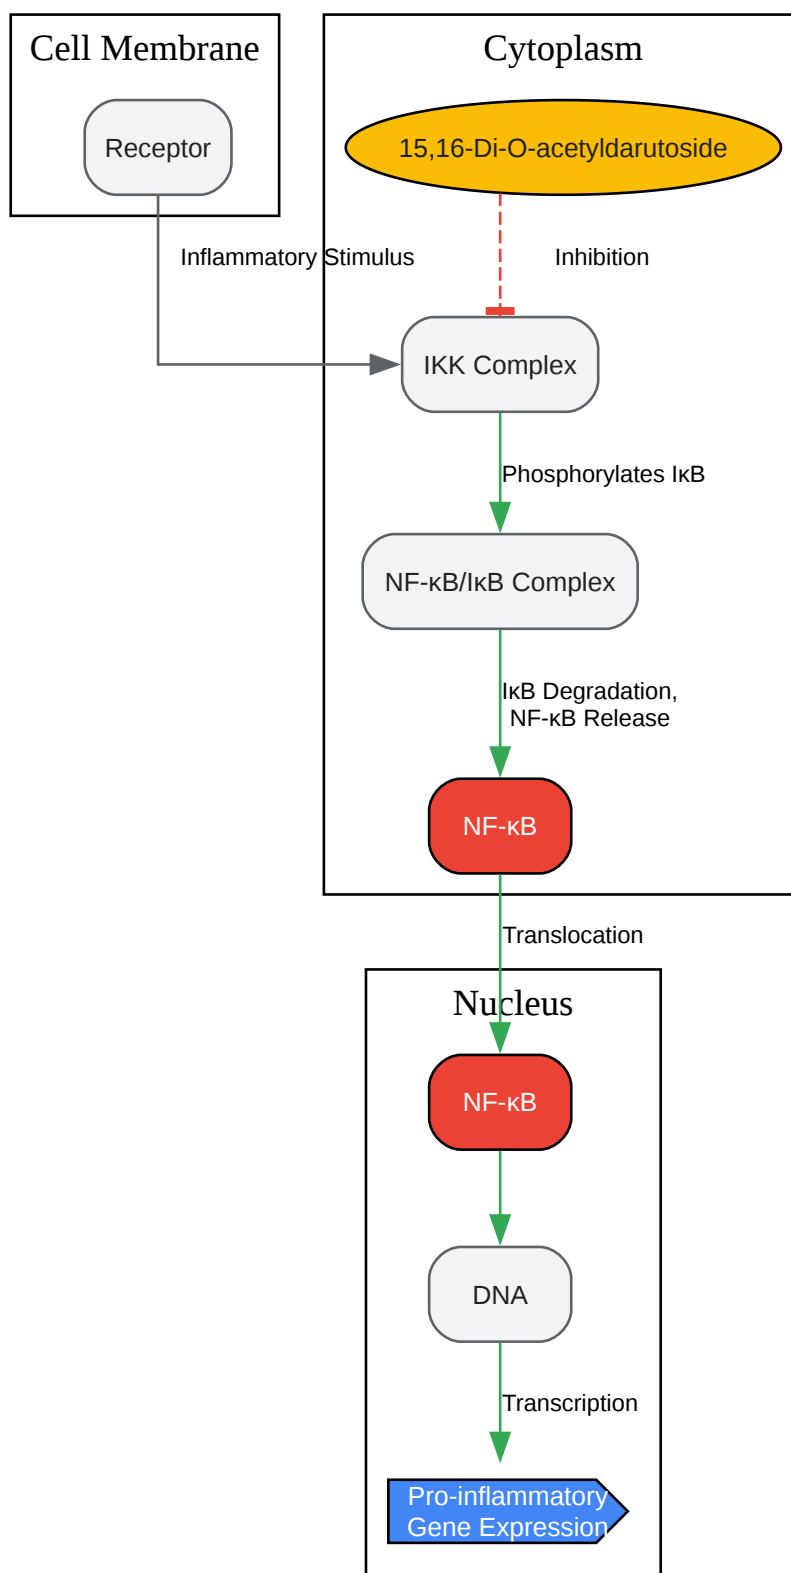 Cell Membrane
Cytoplasm
Receptor
15,16-Di-O-acetyldarutoside
Inflammatory Stimulus
Inhibition
IKK Complex
Phosphorylates IκB
NF-κB/IκB Complex
IκB Degradation,
NF-κB Release
NF-κB
Translocation
Nucleus
NF-κB
DNA
Transcription
Pro-inflammatory
Gene Expression